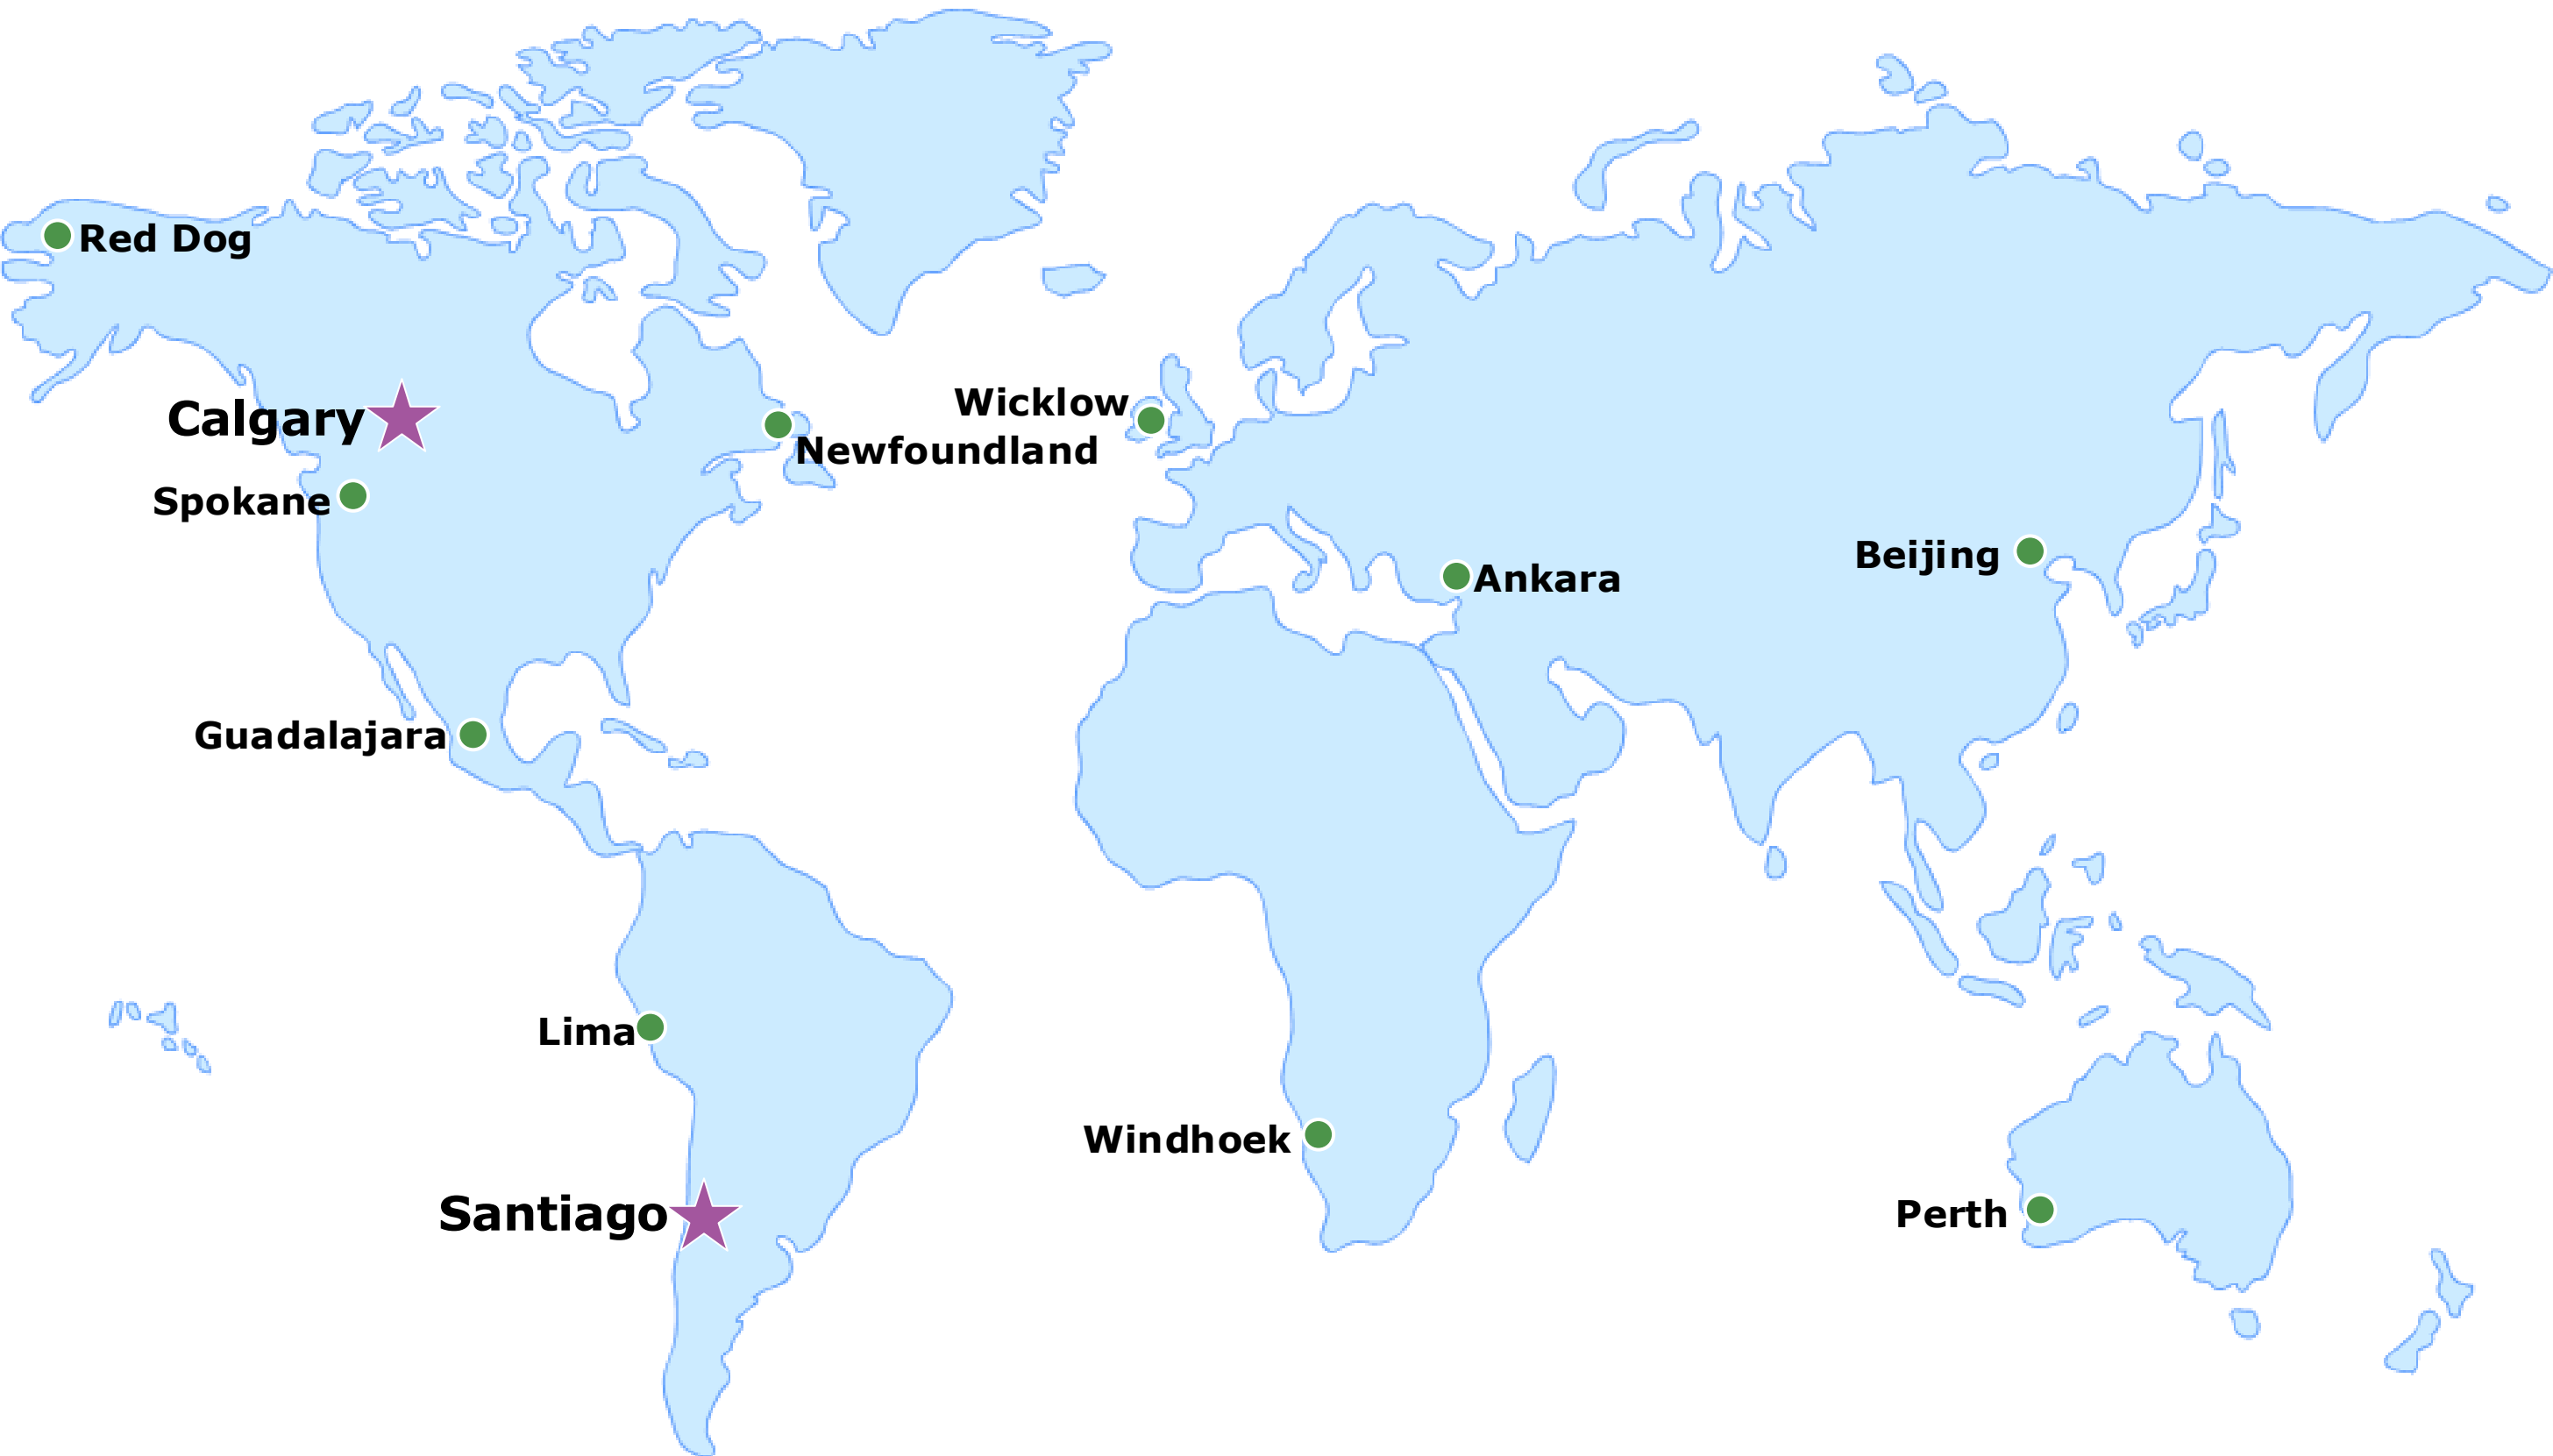 Red Dog
Wicklow
Calgary
Newfoundland
Spokane
Beijing
Ankara
Guadalajara
Lima
Windhoek
Santiago
Perth